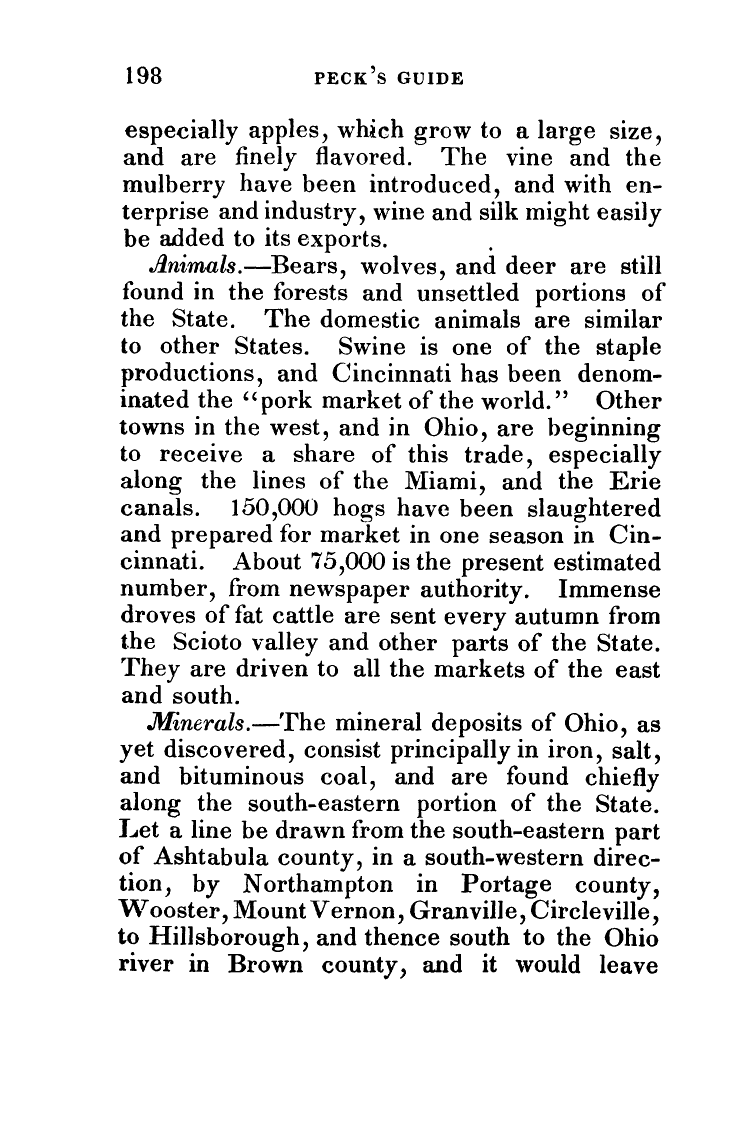 198 PECK'S GUIDE
especially apples, which grow to a large size,
and are finely flavored. The vine and the
mulberry have been introduced, and with en-
terprise and industry, wine and silk might easily
be added to its exports.
Animals.—Bears, wolves, and deer are still
found in the forests and unsettled portions of
the State. The domestic animals are similar
to other States. Swine is one of the staple
productions, and Cincinnati has been denom-
inated the “pork market of the world.” Other
towns in the west, and in Ohio, are beginning
to receive a share of this trade, especially
along the lines of the Miami, and the Erie
canals. 150,000 hogs have been slaughtered
and prepared for market in one season in Cin-
cinnati. About 75,000 is the present estimated
number, from newspaper authority. Immense
droves of fat cattle are sent every autumn from
the Scioto valley and other parts of the State.
They are driven to all the markets of the east
and south.
Minerals.—The mineral deposits of Ohio, as
yet discovered, consist principally in iron, salt,
and bituminous coal, and are found chiefly
along the south-eastern portion of the State.
Let a line be drawn from the south-eastern part
of Ashtabula county, in a south-western direc-
tion, by Northampton in Portage county,
Wooster, Mount Vernon, Granville, Circleville,
to Hillsborough, and thence south to the Ohio
river in Brown county, and it would leave